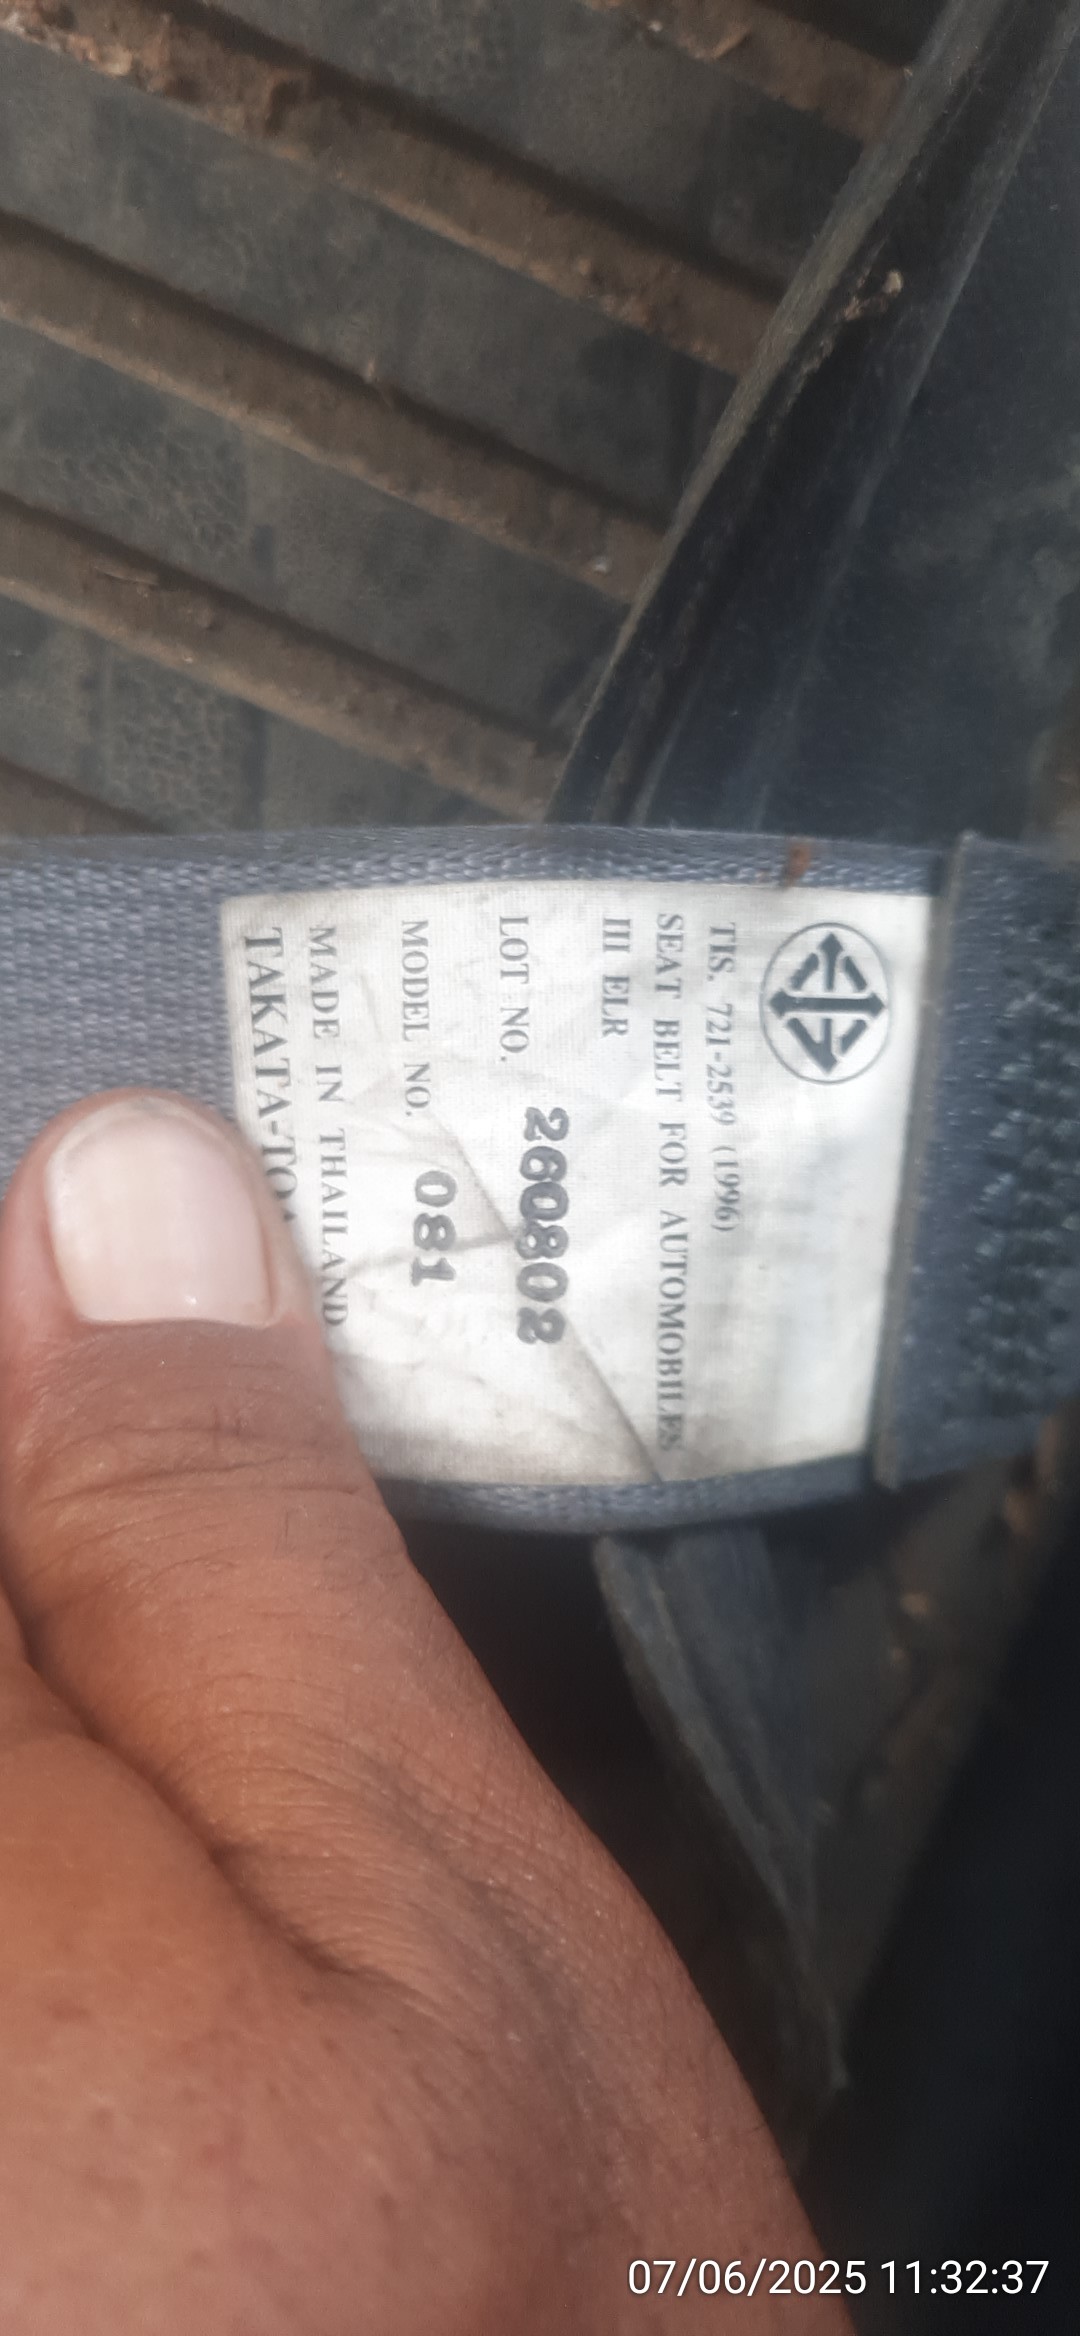 TIS. 721-2539 (1996)
SEAT BELT FOR AUTOMOBILES
III ELR
LOT NO. 260802
MODEL NO. 081
MADE IN THAILAND
07/06/2025 11:32:37